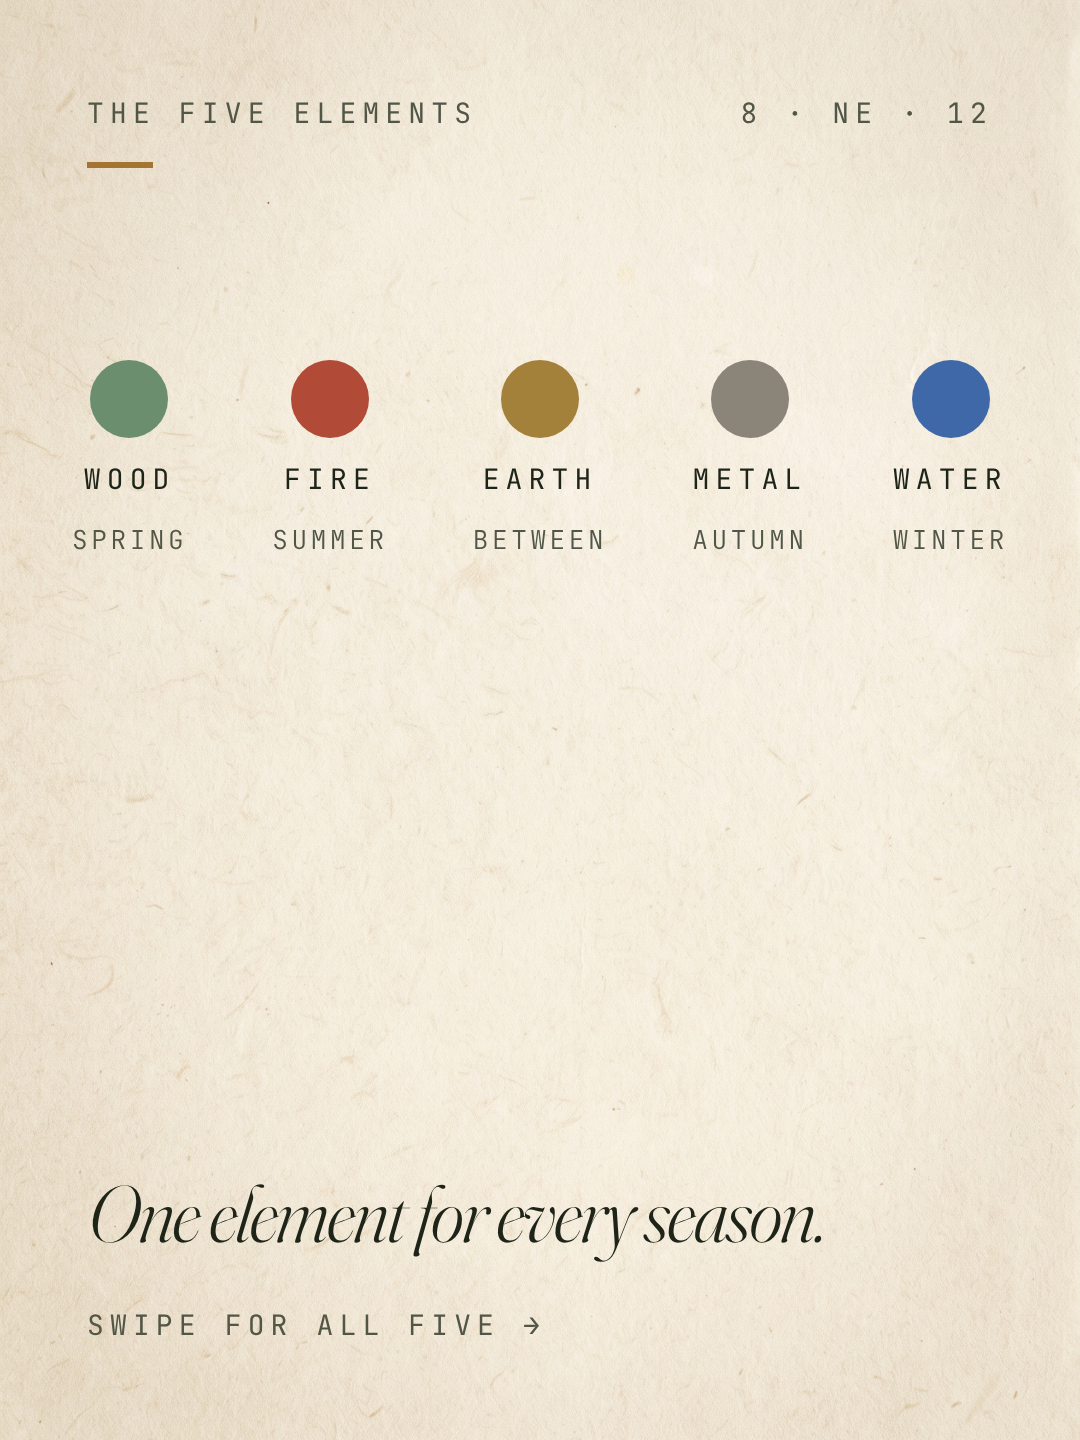 THE FIVE ELEMENTS
8 · NE · 12
WOOD FIRE EARTH METAL WATER
SPRING SUMMER BETWEEN AUTUMN WINTER
One element for every season.
SWIPE FOR ALL FIVE →